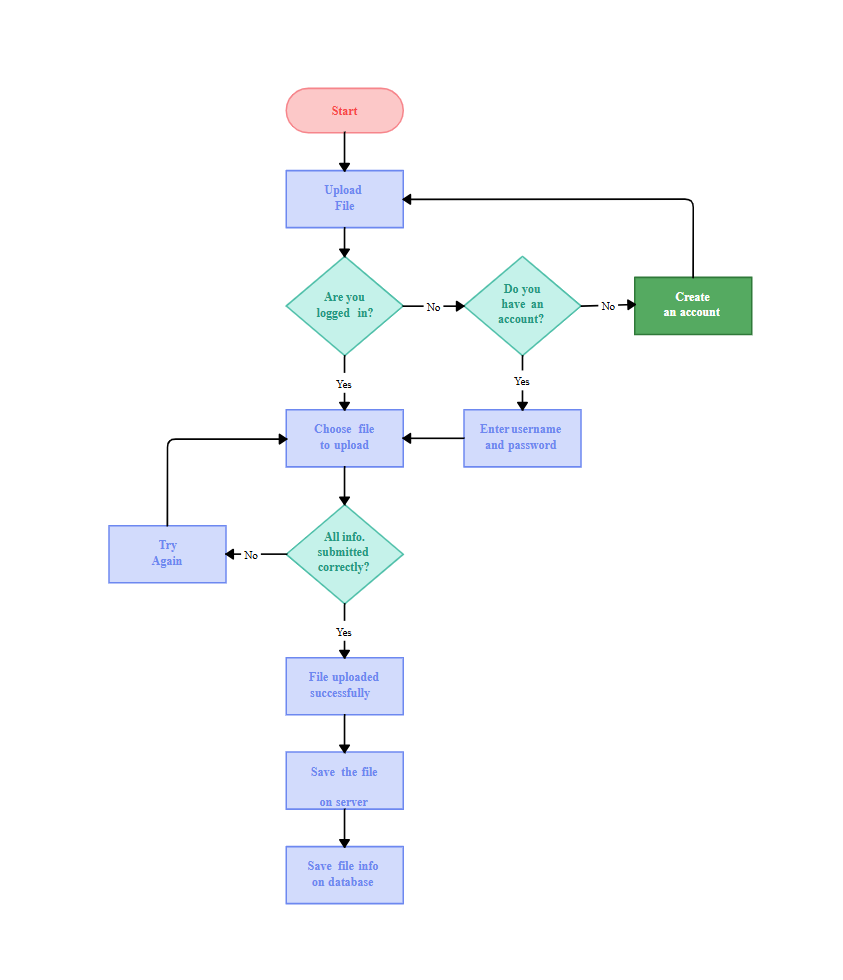 Start
Upload
File
Are you
logged in?
No
Do you
have an
account?
No
Create
an account
Yes
Yes
Choose file
to upload
Enter username
and password
All info.
submitted
correctly?
No
Try
Again
Yes
File uploaded
successfully
Save the file
on server
Save file info
on database